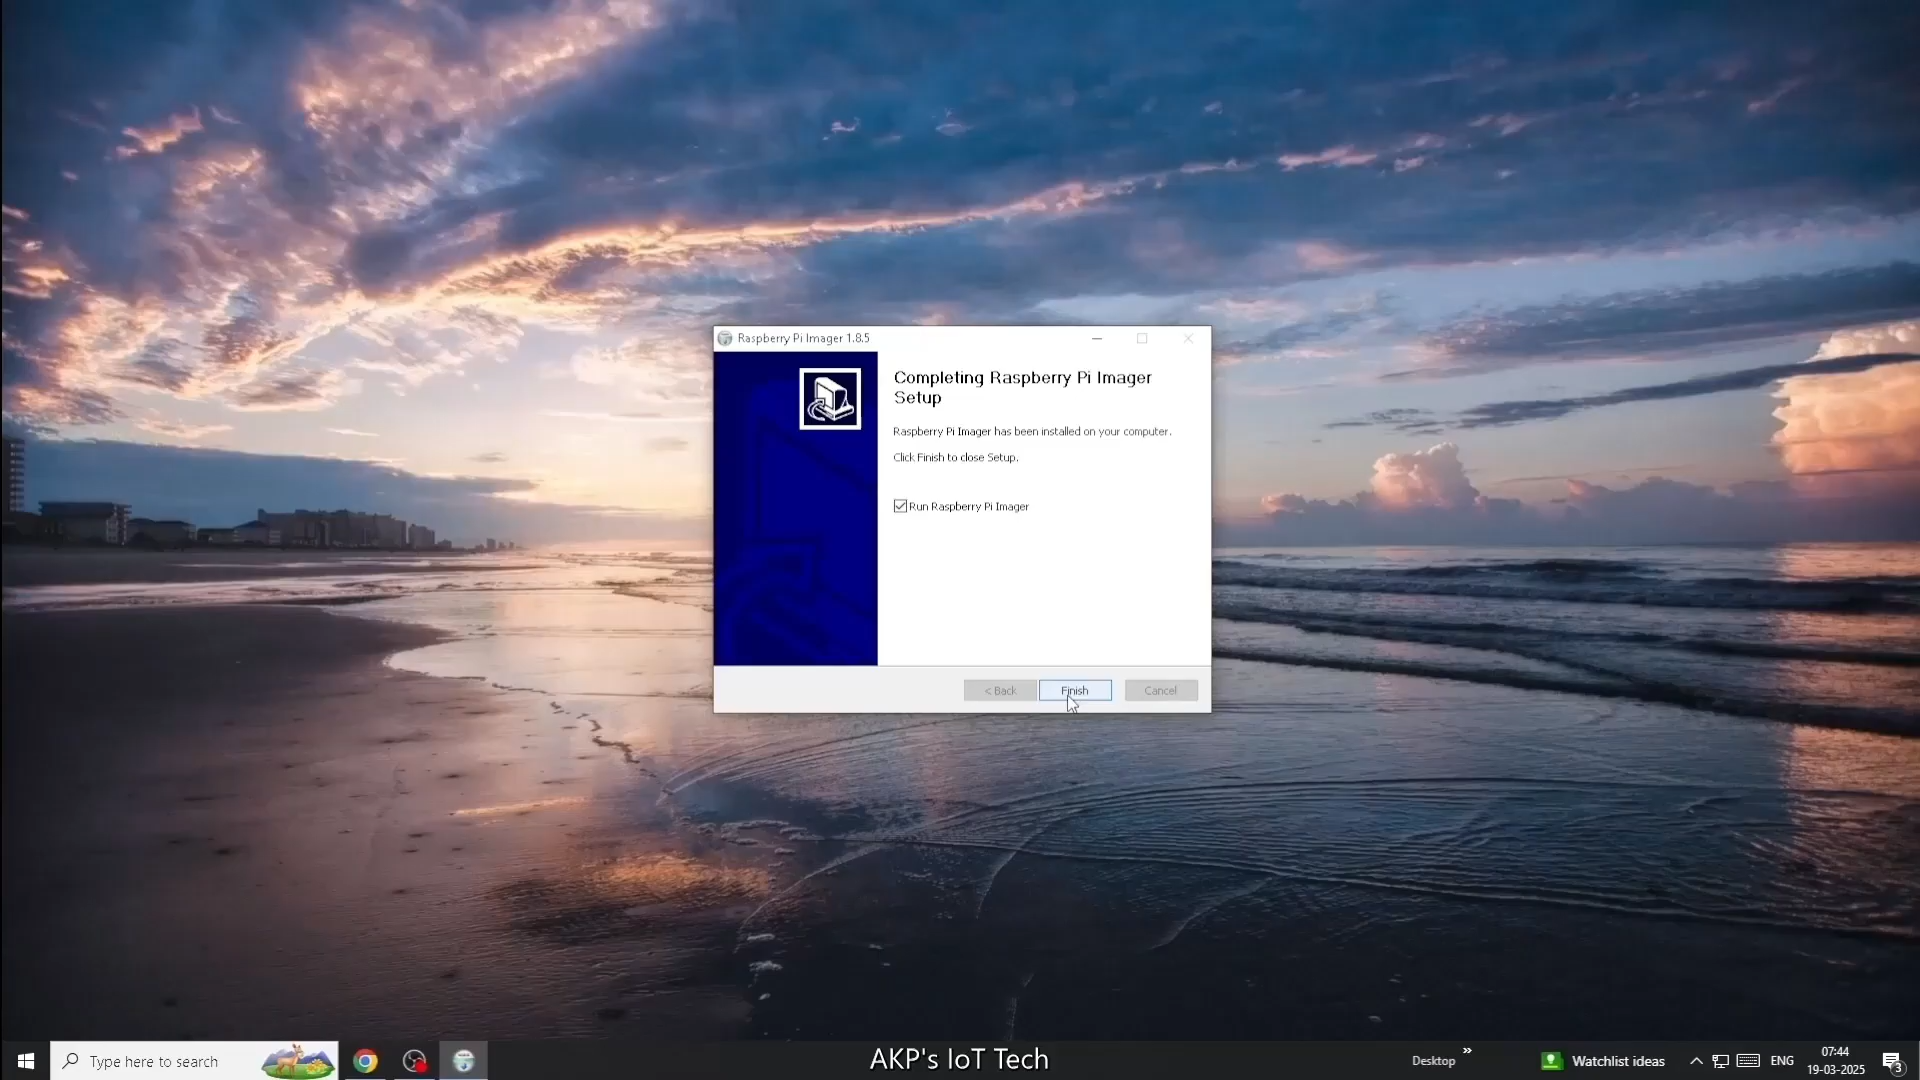 Raspberry Pi Imager 1.8.5
Completing Raspberry Pi Imager
Setup
Raspberry Pi Imager has been installed on your computer.
Click Finish to close Setup.
Run Raspberry Pi Imager
< Back
Finish
Cancel
Type here to search
AKP's IoT Tech
Desktop
»
Watchlist ideas
ENG
07:44
19-03-2025
3